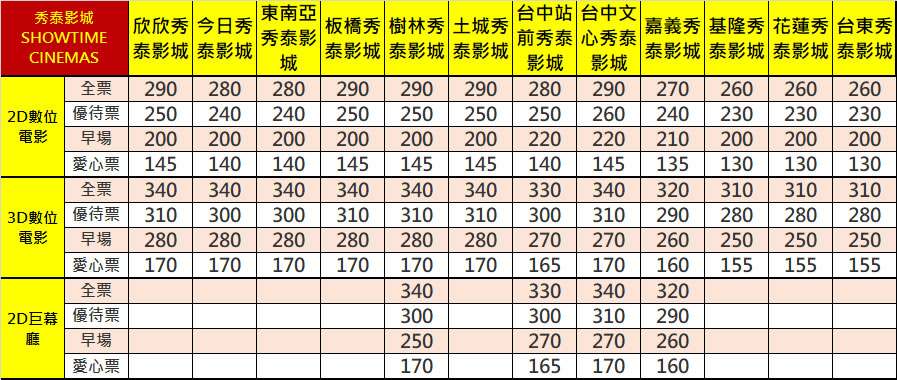 秀泰影城 SHOWTIME CINEMAS 欣欣秀泰影城 今日秀泰影城 東南亞秀泰影城 板橋秀泰影城 樹林秀泰影城 土城秀泰影城 台中站前秀泰影城 台中文心秀泰影城 嘉義秀泰影城 基隆秀泰影城 花蓮秀泰影城 台東秀泰影城
2D數位電影 全票 290 280 280 290 290 290 280 290 270 260 260 260
優待票 250 240 240 250 250 250 250 260 240 230 230 230
早場 200 200 200 200 200 200 220 220 210 200 200 200
愛心票 145 140 140 145 145 145 140 145 135 130 130 130
3D數位電影 全票 340 340 340 340 340 340 330 340 320 310 310 310
優待票 310 300 300 310 310 310 300 310 290 280 280 280
早場 280 280 280 280 280 280 270 270 260 250 250 250
愛心票 170 170 170 170 170 170 165 170 160 155 155 155
2D巨幕廳 全票 340 330 340 320
優待票 300 300 310 290
早場 250 270 270 260
愛心票 170 165 170 160